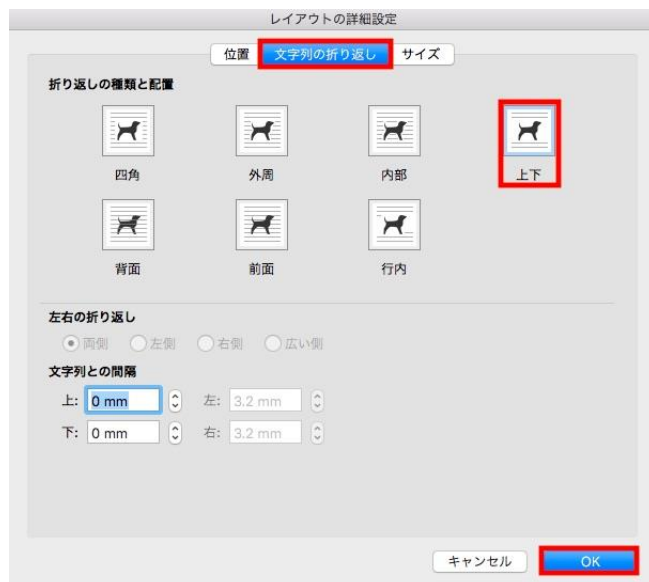 レイアウトの詳細設定
位置 文字列の折り返し サイズ
折り返しの種類と配置
四角 外周 内部 上下
背面 前面 行内
左右の折り返し
両側 左側 右側 広い側
文字列との間隔
上: 0 mm 左: 3.2 mm
下: 0 mm 右: 3.2 mm
キャンセル OK